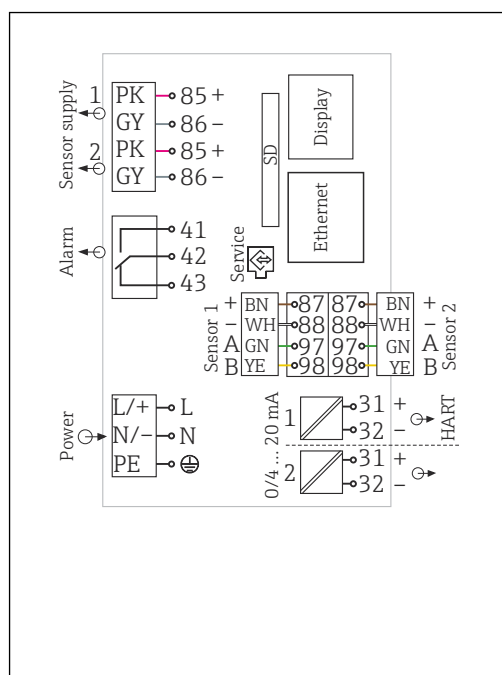 Sensor supply
1
PK
85 +
GY
86 −
2
PK
85 +
GY
86 −
Display
SD
Ethernet
Alarm
41
42
43
Service
Sensor 1
+ BN 87 87 BN +
− WH 88 88 WH −
A GN 97 97 GN A
B YE 98 98 YE B
Sensor 2
Power
L/+ L
N/− N
PE
0/4 ... 20 mA
1
31 +
32 −
HART
2
31 +
32 −